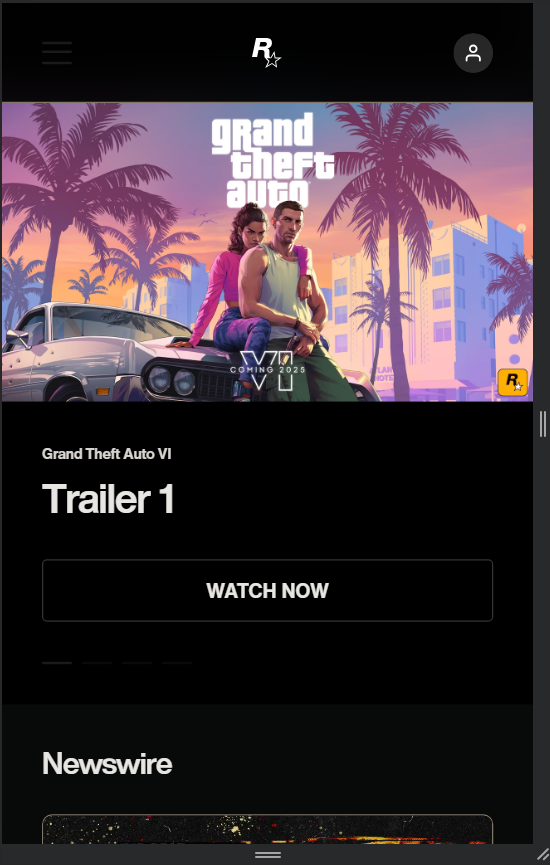 R
grand
theft
auto
VI
COMING 2025
R
Grand Theft Auto VI
Trailer 1
WATCH NOW
Newswire